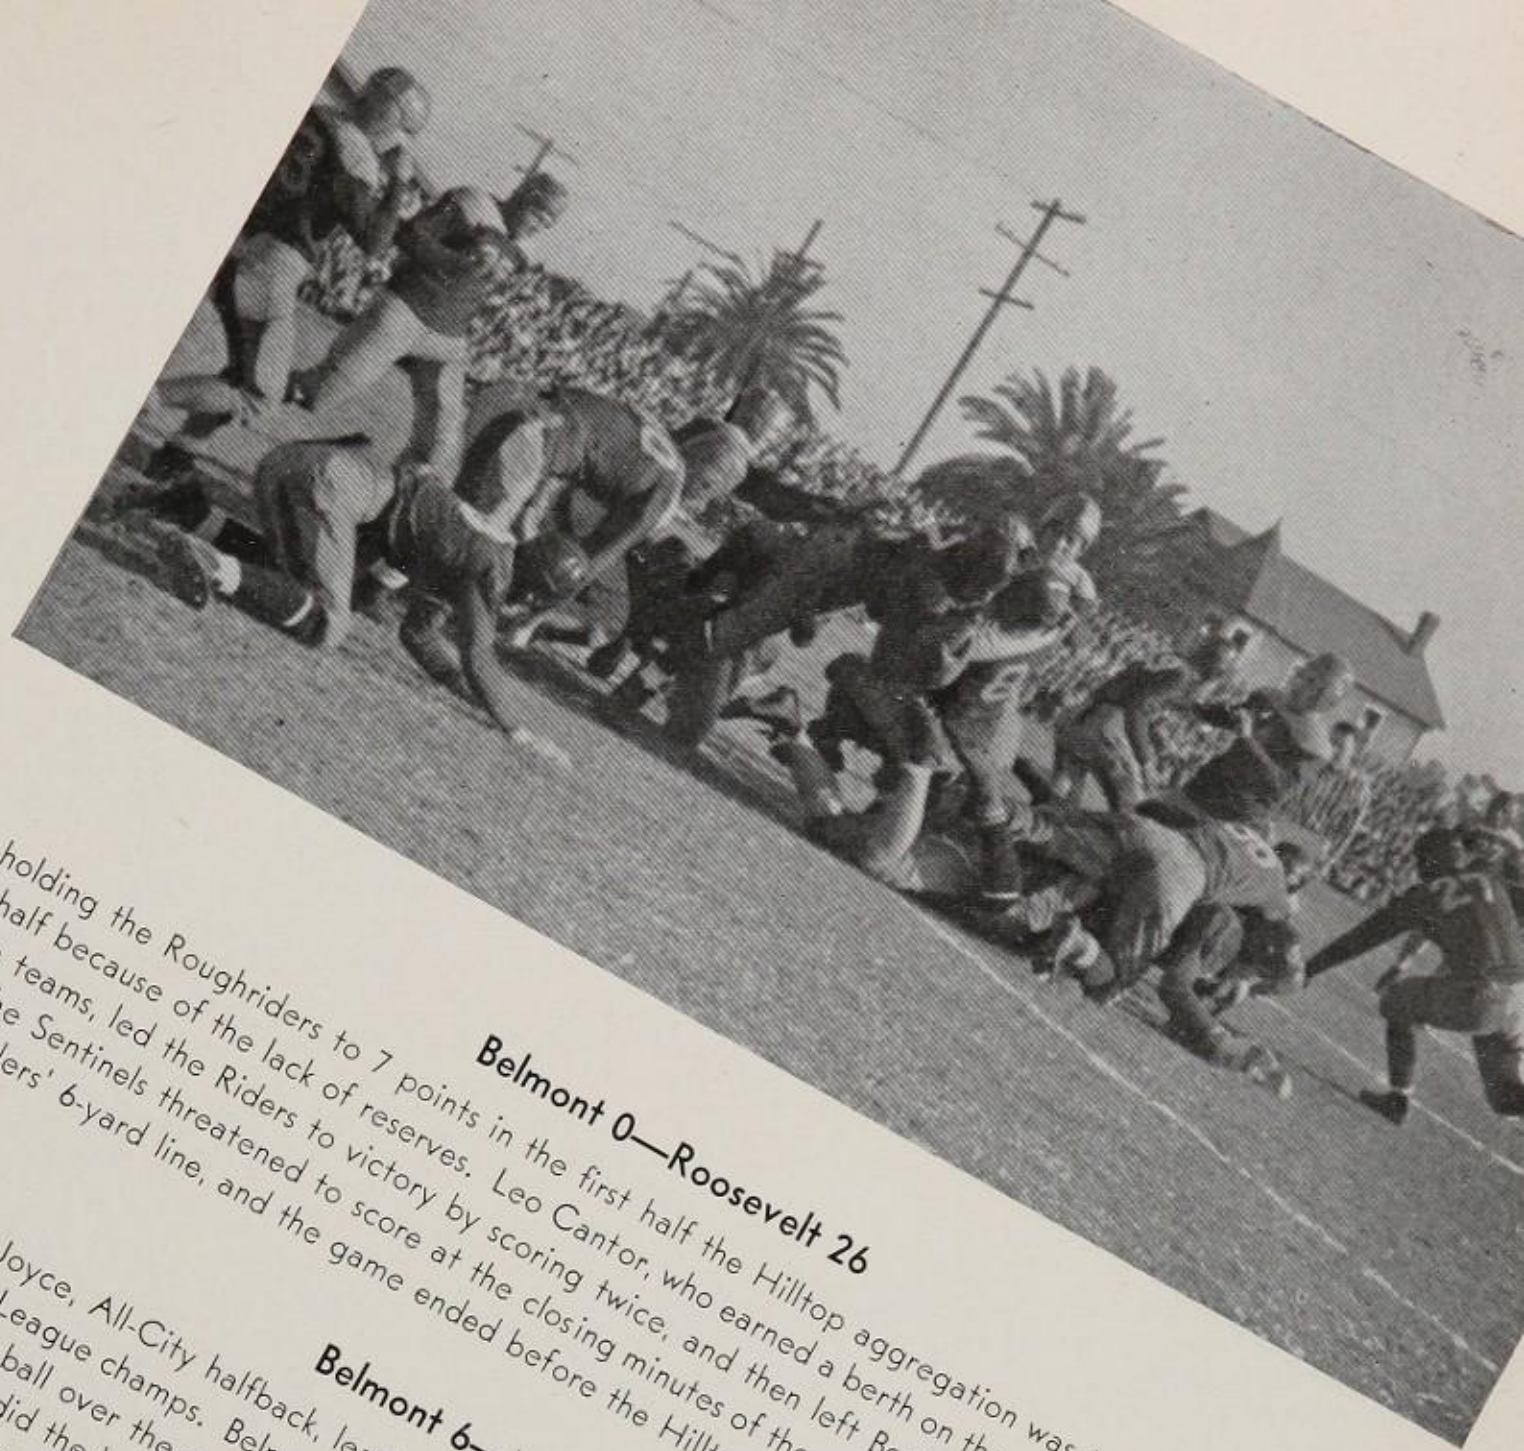 Belmont 0—Roosevelt 26
holding the Roughriders to 7 points in the first half the Hilltop aggregation was
half because of the lack of reserves. Leo Cantor, who earned a berth on the
teams, led the Riders to victory by scoring twice, and then left
Sentinels threatened to score at the closing minutes of the
6-yard line, and the game ended before the
Belmont 6—
Joyce, All-City halfback,
League champs.
ball over the
did the